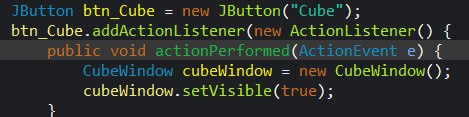 JButton btn_Cube = new JButton("Cube");
btn_Cube.addActionListener(new ActionListener() {
    public void actionPerformed(ActionEvent e) {
        CubeWindow cubeWindow = new CubeWindow();
        cubeWindow.setVisible(true);
    }